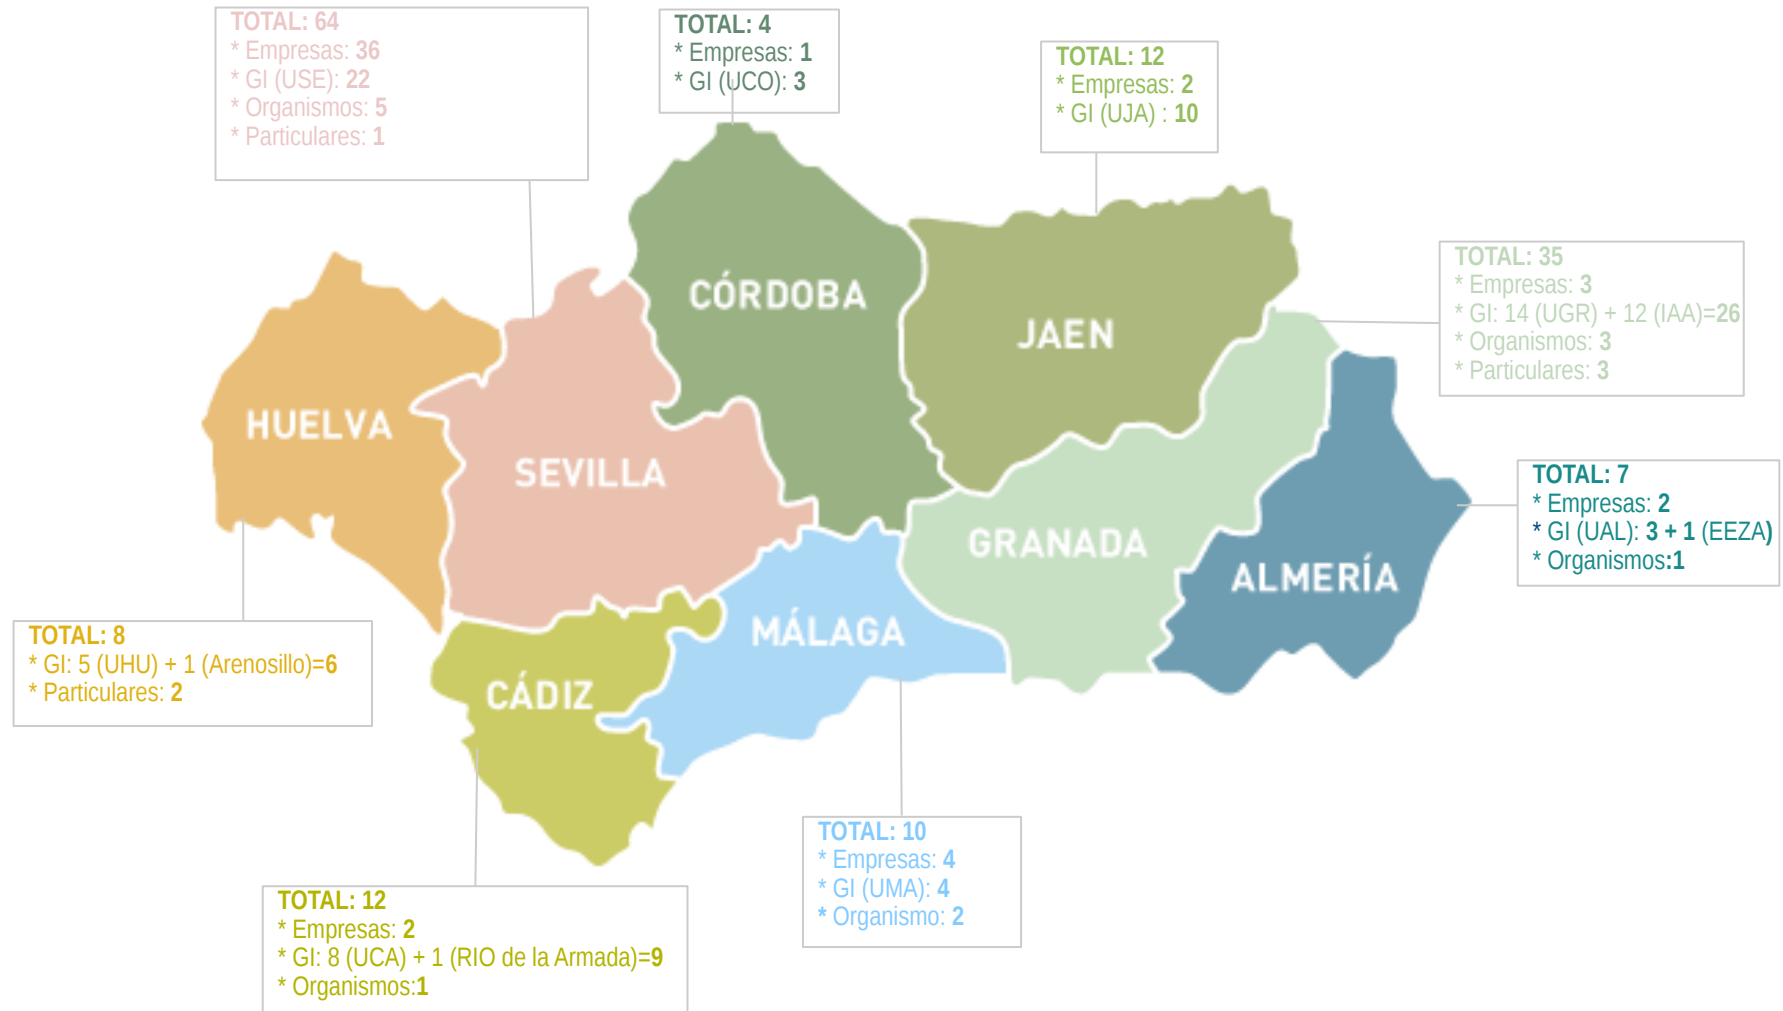 TOTAL: 64
* Empresas: 36
* GI (USE): 22
* Organismos: 5
* Particulares: 1
TOTAL: 4
* Empresas: 1
* GI (UCO): 3
TOTAL: 12
* Empresas: 2
* GI (UJA) : 10
TOTAL: 35
* Empresas: 3
* GI: 14 (UGR) + 12 (IAA)=26
* Organismos: 3
* Particulares: 3
CÓRDOBA
JAEN
HUELVA
SEVILLA
GRANADA
ALMERÍA
MÁLAGA
CÁDIZ
TOTAL: 7
* Empresas: 2
* GI (UAL): 3 + 1 (EEZA)
* Organismos:1
TOTAL: 8
* GI: 5 (UHU) + 1 (Arenosillo)=6
* Particulares: 2
TOTAL: 10
* Empresas: 4
* GI (UMA): 4
* Organismo: 2
TOTAL: 12
* Empresas: 2
* GI: 8 (UCA) + 1 (RIO de la Armada)=9
* Organismos:1